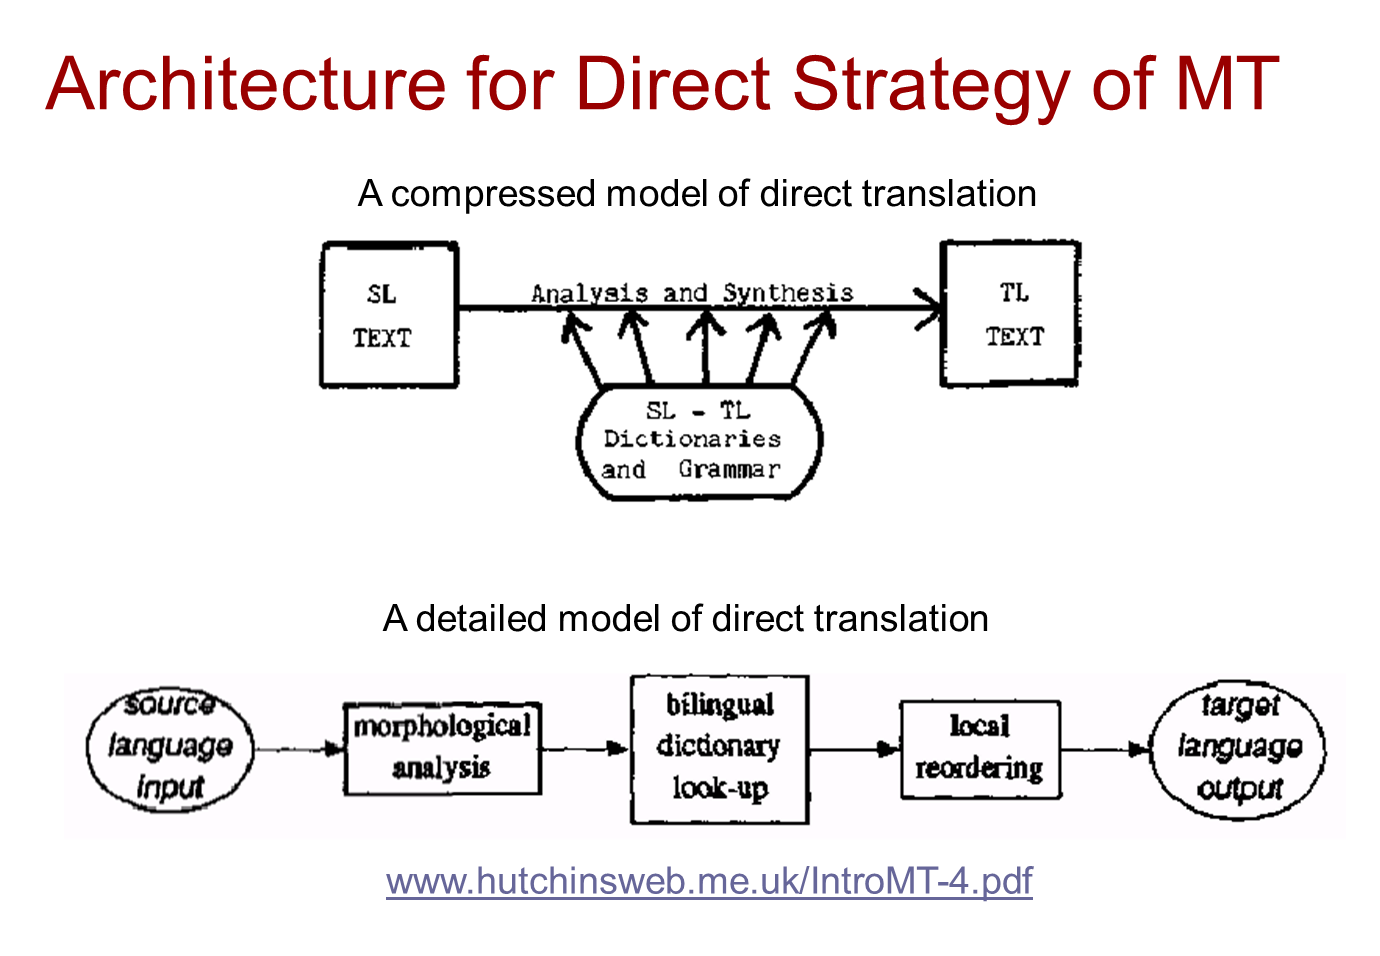 Architecture for Direct Strategy of MT
A compressed model of direct translation
SL
TEXT
Analysis and Synthesis
TL
TEXT
SL - TL
Dictionaries
and Grammar
A detailed model of direct translation
source
language
input
morphological
analysis
bilingual
dictionary
look-up
local
reordering
target
language
output
www.hutchinsweb.me.uk/IntroMT-4.pdf